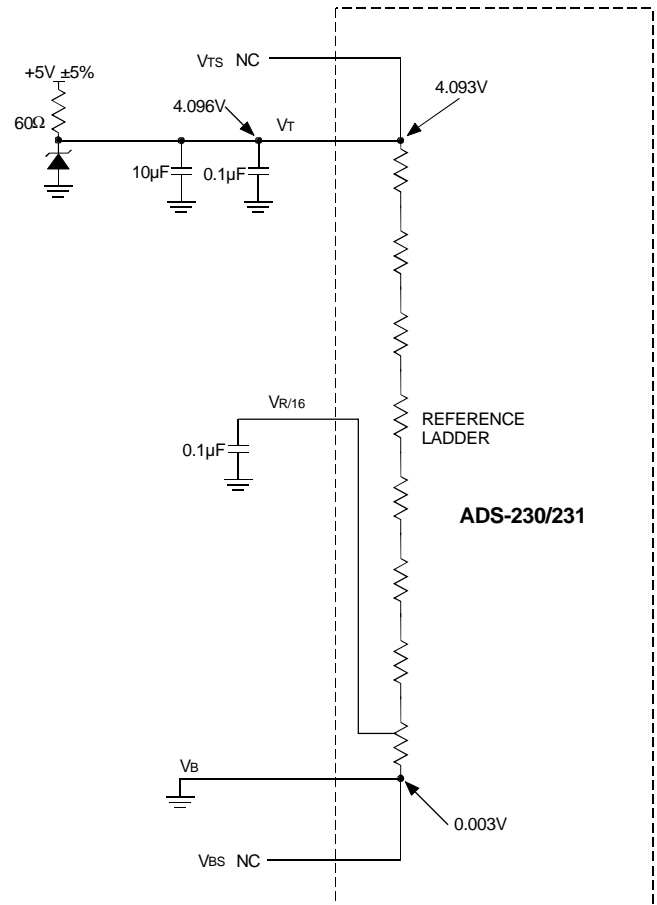 VTS NC
+5V ±5%
4.093V
4.096V
60Ω
VT
10µF
0.1µF
VR/16
REFERENCE
LADDER
0.1µF
ADS-230/231
VB
0.003V
VBS NC